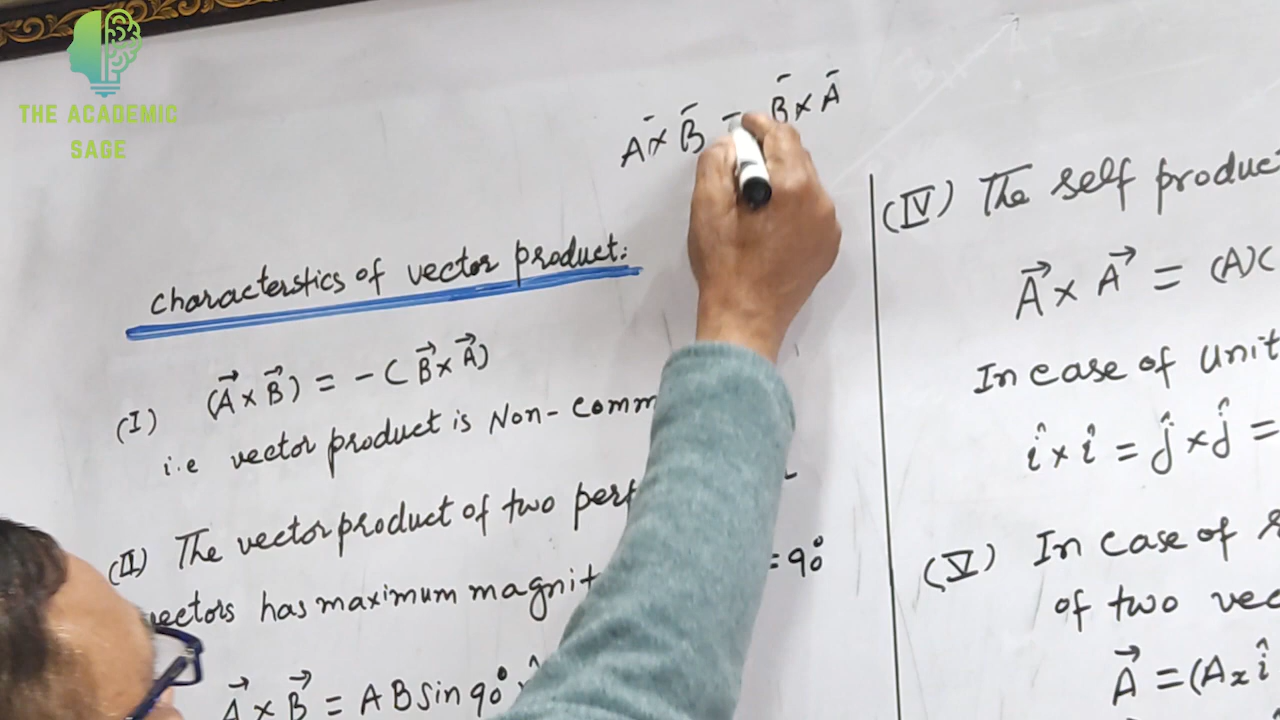 THE ACADEMIC
SAGE
A × B̄ = B̄ × Ā
characterstics of vector product:
(I) (A⃗ × B⃗) = - ( B⃗ × A⃗)
i.e vector product is Non-comm
(II) The vector product of two perp
vectors has maximum magnit = 90°
A⃗ × B⃗ = A B Sin 90°
(IV) The self produc
A⃗ × A⃗ = (A)(
In case of unit
î × î = ĵ × ĵ =
(V) In case of
of two vec
A⃗ = (Ax î